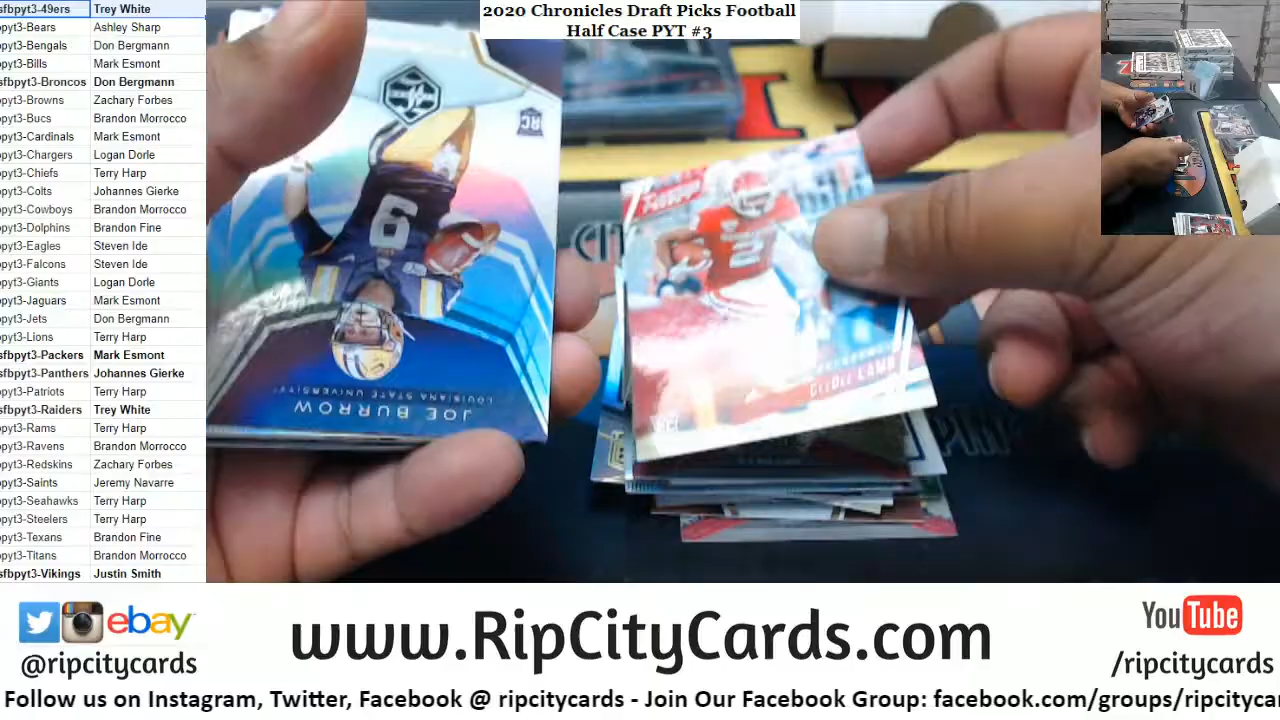 2020 Chronicles Draft Picks Football
Half Case PYT #3
sfbpyt3-49ers Trey White
pyt3-Bears Ashley Sharp
pyt3-Bengals Don Bergmann
pyt3-Bills Mark Esmont
sfbpyt3-Broncos Don Bergmann
pyt3-Browns Zachary Forbes
pyt3-Bucs Brandon Morrocco
pyt3-Cardinals Mark Esmont
pyt3-Chargers Logan Dorle
pyt3-Chiefs Terry Harp
pyt3-Colts Johannes Gierke
pyt3-Cowboys Brandon Morrocco
pyt3-Dolphins Brandon Fine
pyt3-Eagles Steven Ide
pyt3-Falcons Steven Ide
pyt3-Giants Logan Dorle
pyt3-Jaguars Mark Esmont
pyt3-Jets Don Bergmann
pyt3-Lions Terry Harp
sfbpyt3-Packers Mark Esmont
sfbpyt3-Panthers Johannes Gierke
pyt3-Patriots Terry Harp
sfbpyt3-Raiders Trey White
pyt3-Rams Terry Harp
pyt3-Ravens Brandon Morrocco
pyt3-Redskins Zachary Forbes
pyt3-Saints Jeremy Navarre
pyt3-Seahawks Terry Harp
pyt3-Steelers Terry Harp
pyt3-Texans Brandon Fine
pyt3-Titans Brandon Morrocco
sfbpyt3-Vikings Justin Smith
RC
9
LOUISIANA STATE UNIVERSITY
JOE BURROW
Prestige
2
CEEDEE LAMB
ebay
@ripcitycards
www.RipCityCards.com
YouTube
/ripcitycards
Follow us on Instagram, Twitter, Facebook @ ripcitycards - Join Our Facebook Group: facebook.com/groups/ripcityca